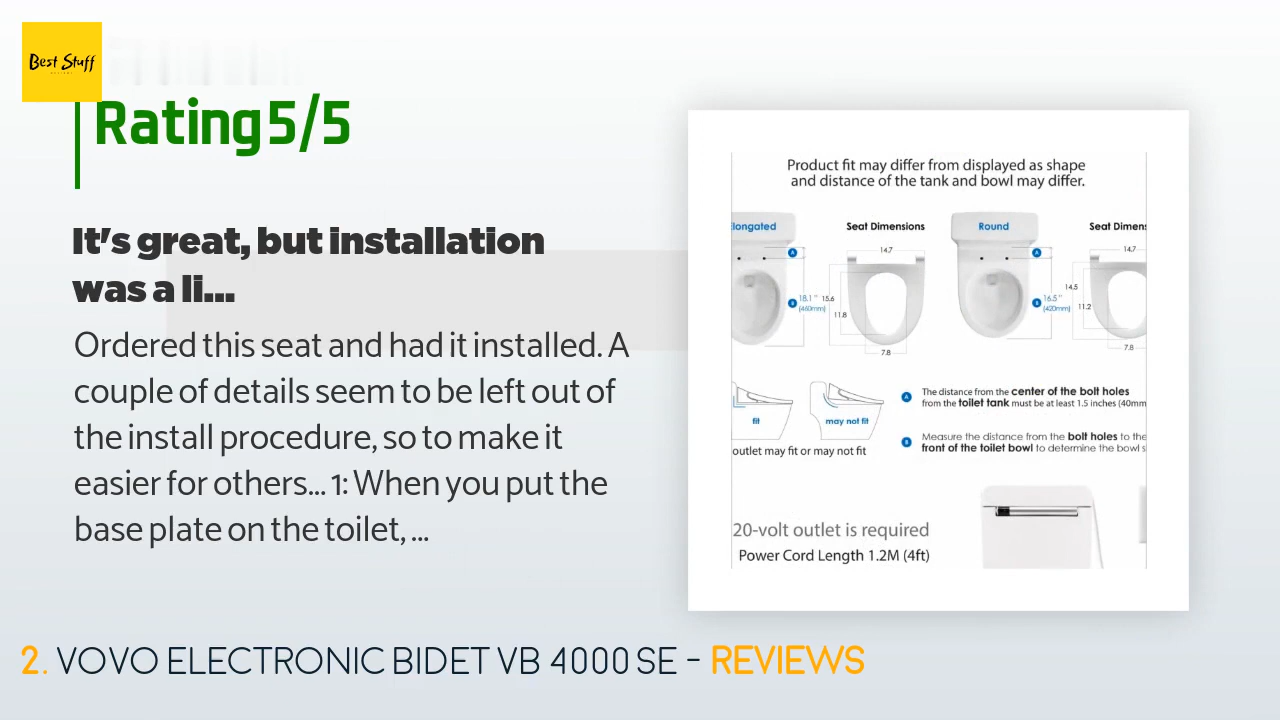 Best Stuff
Rating 5/5
It's great, but installation
was a li...
Ordered this seat and had it installed. A
couple of details seem to be left out of
the install procedure, so to make it
easier for others... 1: When you put the
base plate on the toilet, ...
Product fit may differ from displayed as shape
and distance of the tank and bowl may differ.
longated
Seat Dimensions
Round
Seat Dimens
14.7
14.7
A
A
B
18.1"
(460mm)
15.6
11.8
7.8
B
16.5"
(420mm)
14.5
11.2
7.8
fit
may not fit
outlet may fit or may not fit
A
The distance from the center of the bolt holes
from the toilet tank must be at least 1.5 inches (40mm
B
Measure the distance from the bolt holes to the
front of the toilet bowl to determine the bowl s
20-volt outlet is required
Power Cord Length 1.2M (4ft)
2. VOVO ELECTRONIC BIDET VB 4000 SE - REVIEWS